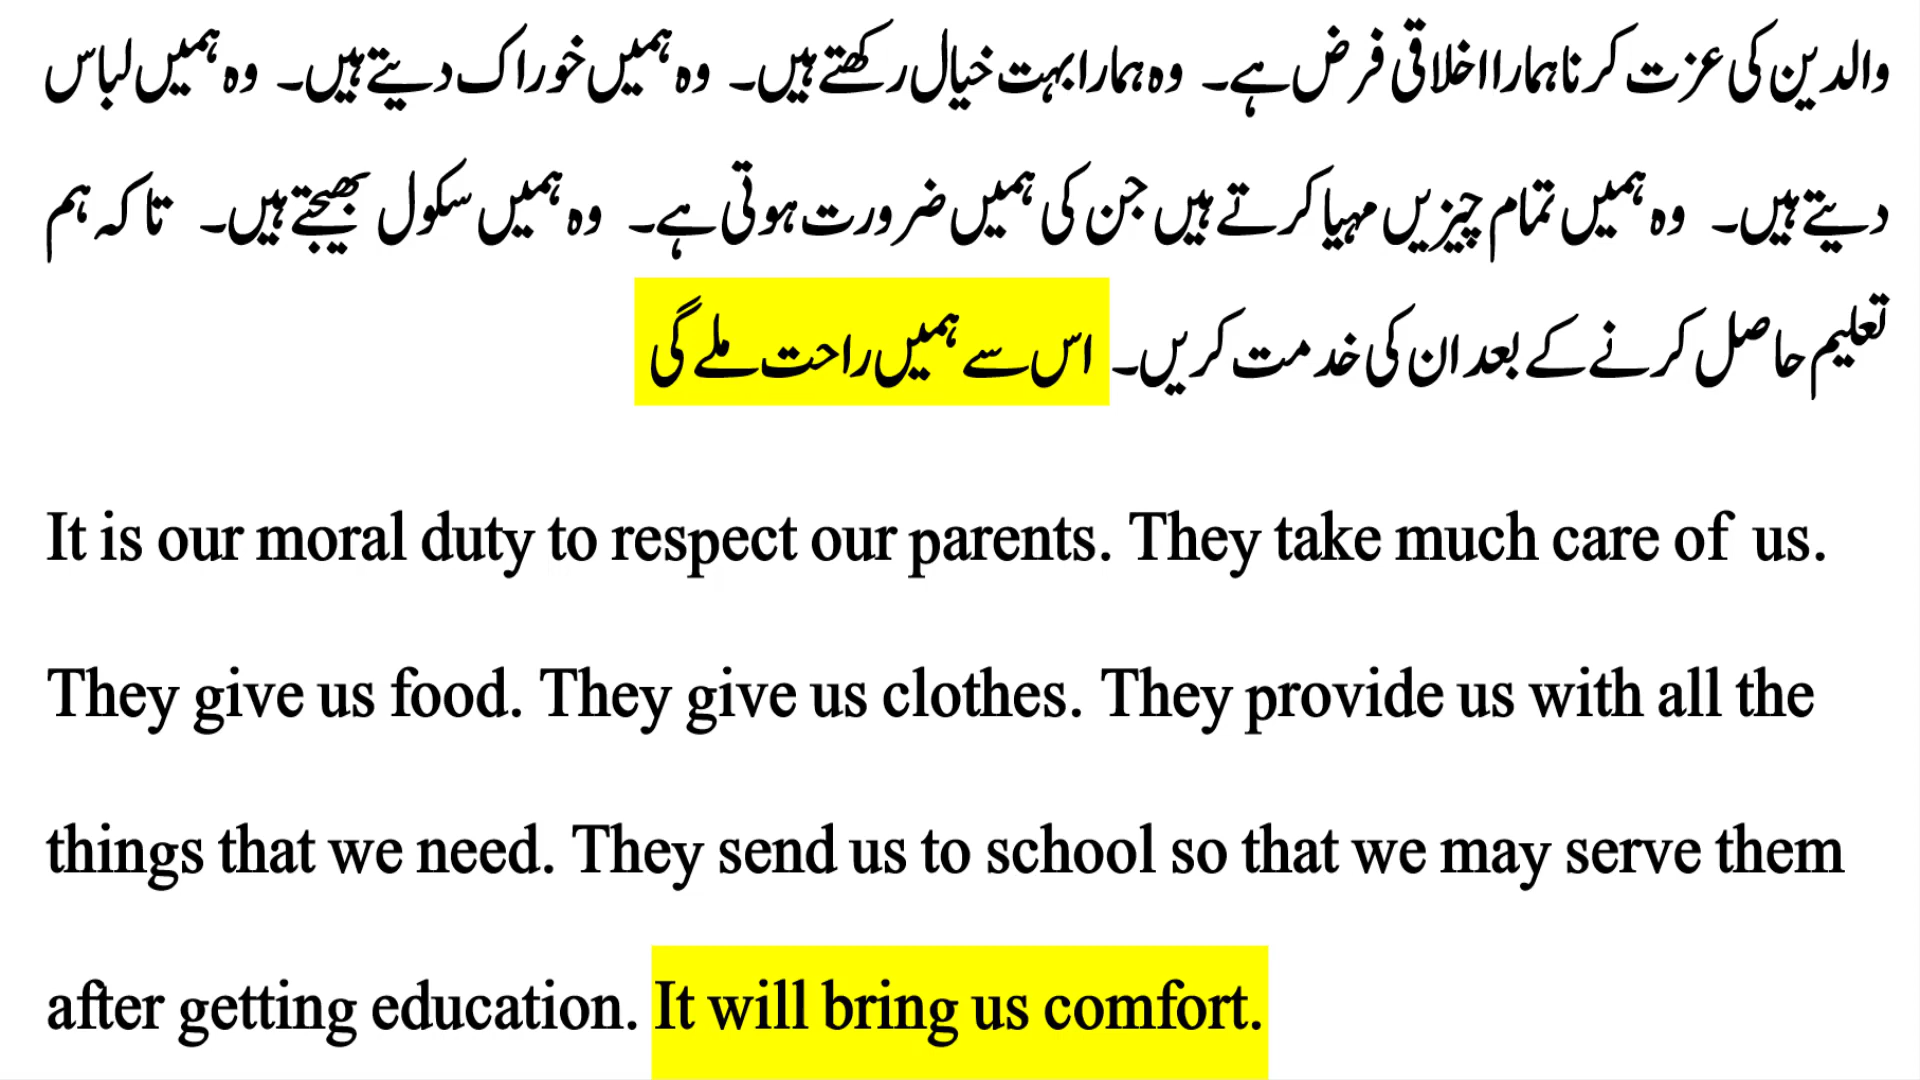 والدین کی عزت کرنا ہمارا اخلاقی فرض ہے۔ وہ ہمارا بہت خیال رکھتے ہیں۔ وہ ہمیں خوراک دیتے ہیں۔ وہ ہمیں لباس
دیتے ہیں۔ وہ ہمیں تمام چیزیں مہیا کرتے ہیں جن کی ہمیں ضرورت ہوتی ہے۔ وہ ہمیں سکول بھیجتے ہیں۔ تاکہ ہم
تعلیم حاصل کرنے کے بعد ان کی خدمت کریں۔ اس سے ہمیں راحت ملے گی
It is our moral duty to respect our parents. They take much care of us.
They give us food. They give us clothes. They provide us with all the
things that we need. They send us to school so that we may serve them
after getting education. It will bring us comfort.